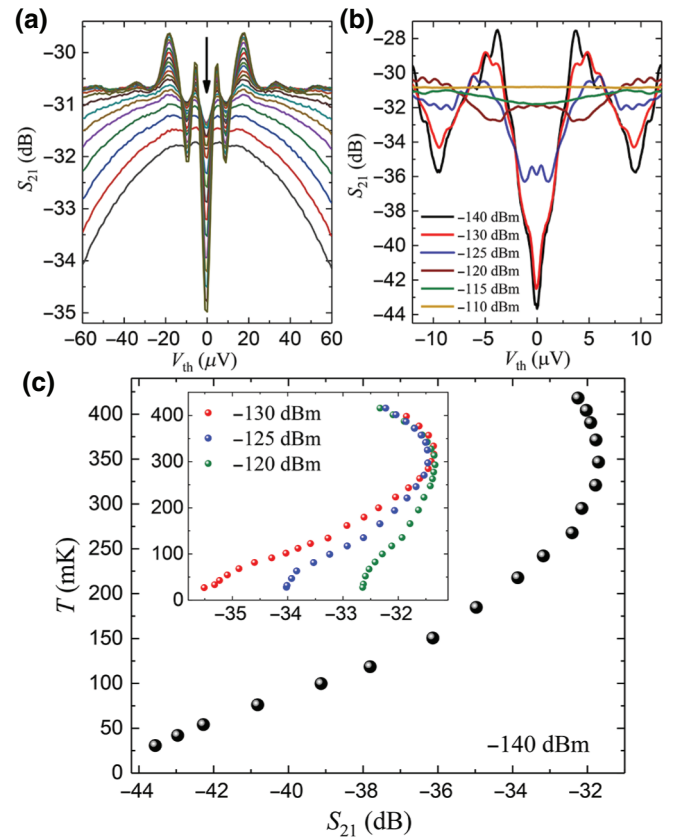 (a)
(b)
−30
−31
−32
−33
−34
−35
S21 (dB)
−60 −40 −20 0 20 40 60
Vth (µV)
−28
−30
−32
−34
−36
−38
−40
−42
−44
S21 (dB)
−140 dBm
−130 dBm
−125 dBm
−120 dBm
−115 dBm
−110 dBm
−10 −5 0 5 10
Vth (µV)
(c)
400
350
300
250
200
150
100
50
0
T (mK)
400
300
200
100
0
−130 dBm
−125 dBm
−120 dBm
−35 −34 −33 −32
−140 dBm
−44 −42 −40 −38 −36 −34 −32
S21 (dB)